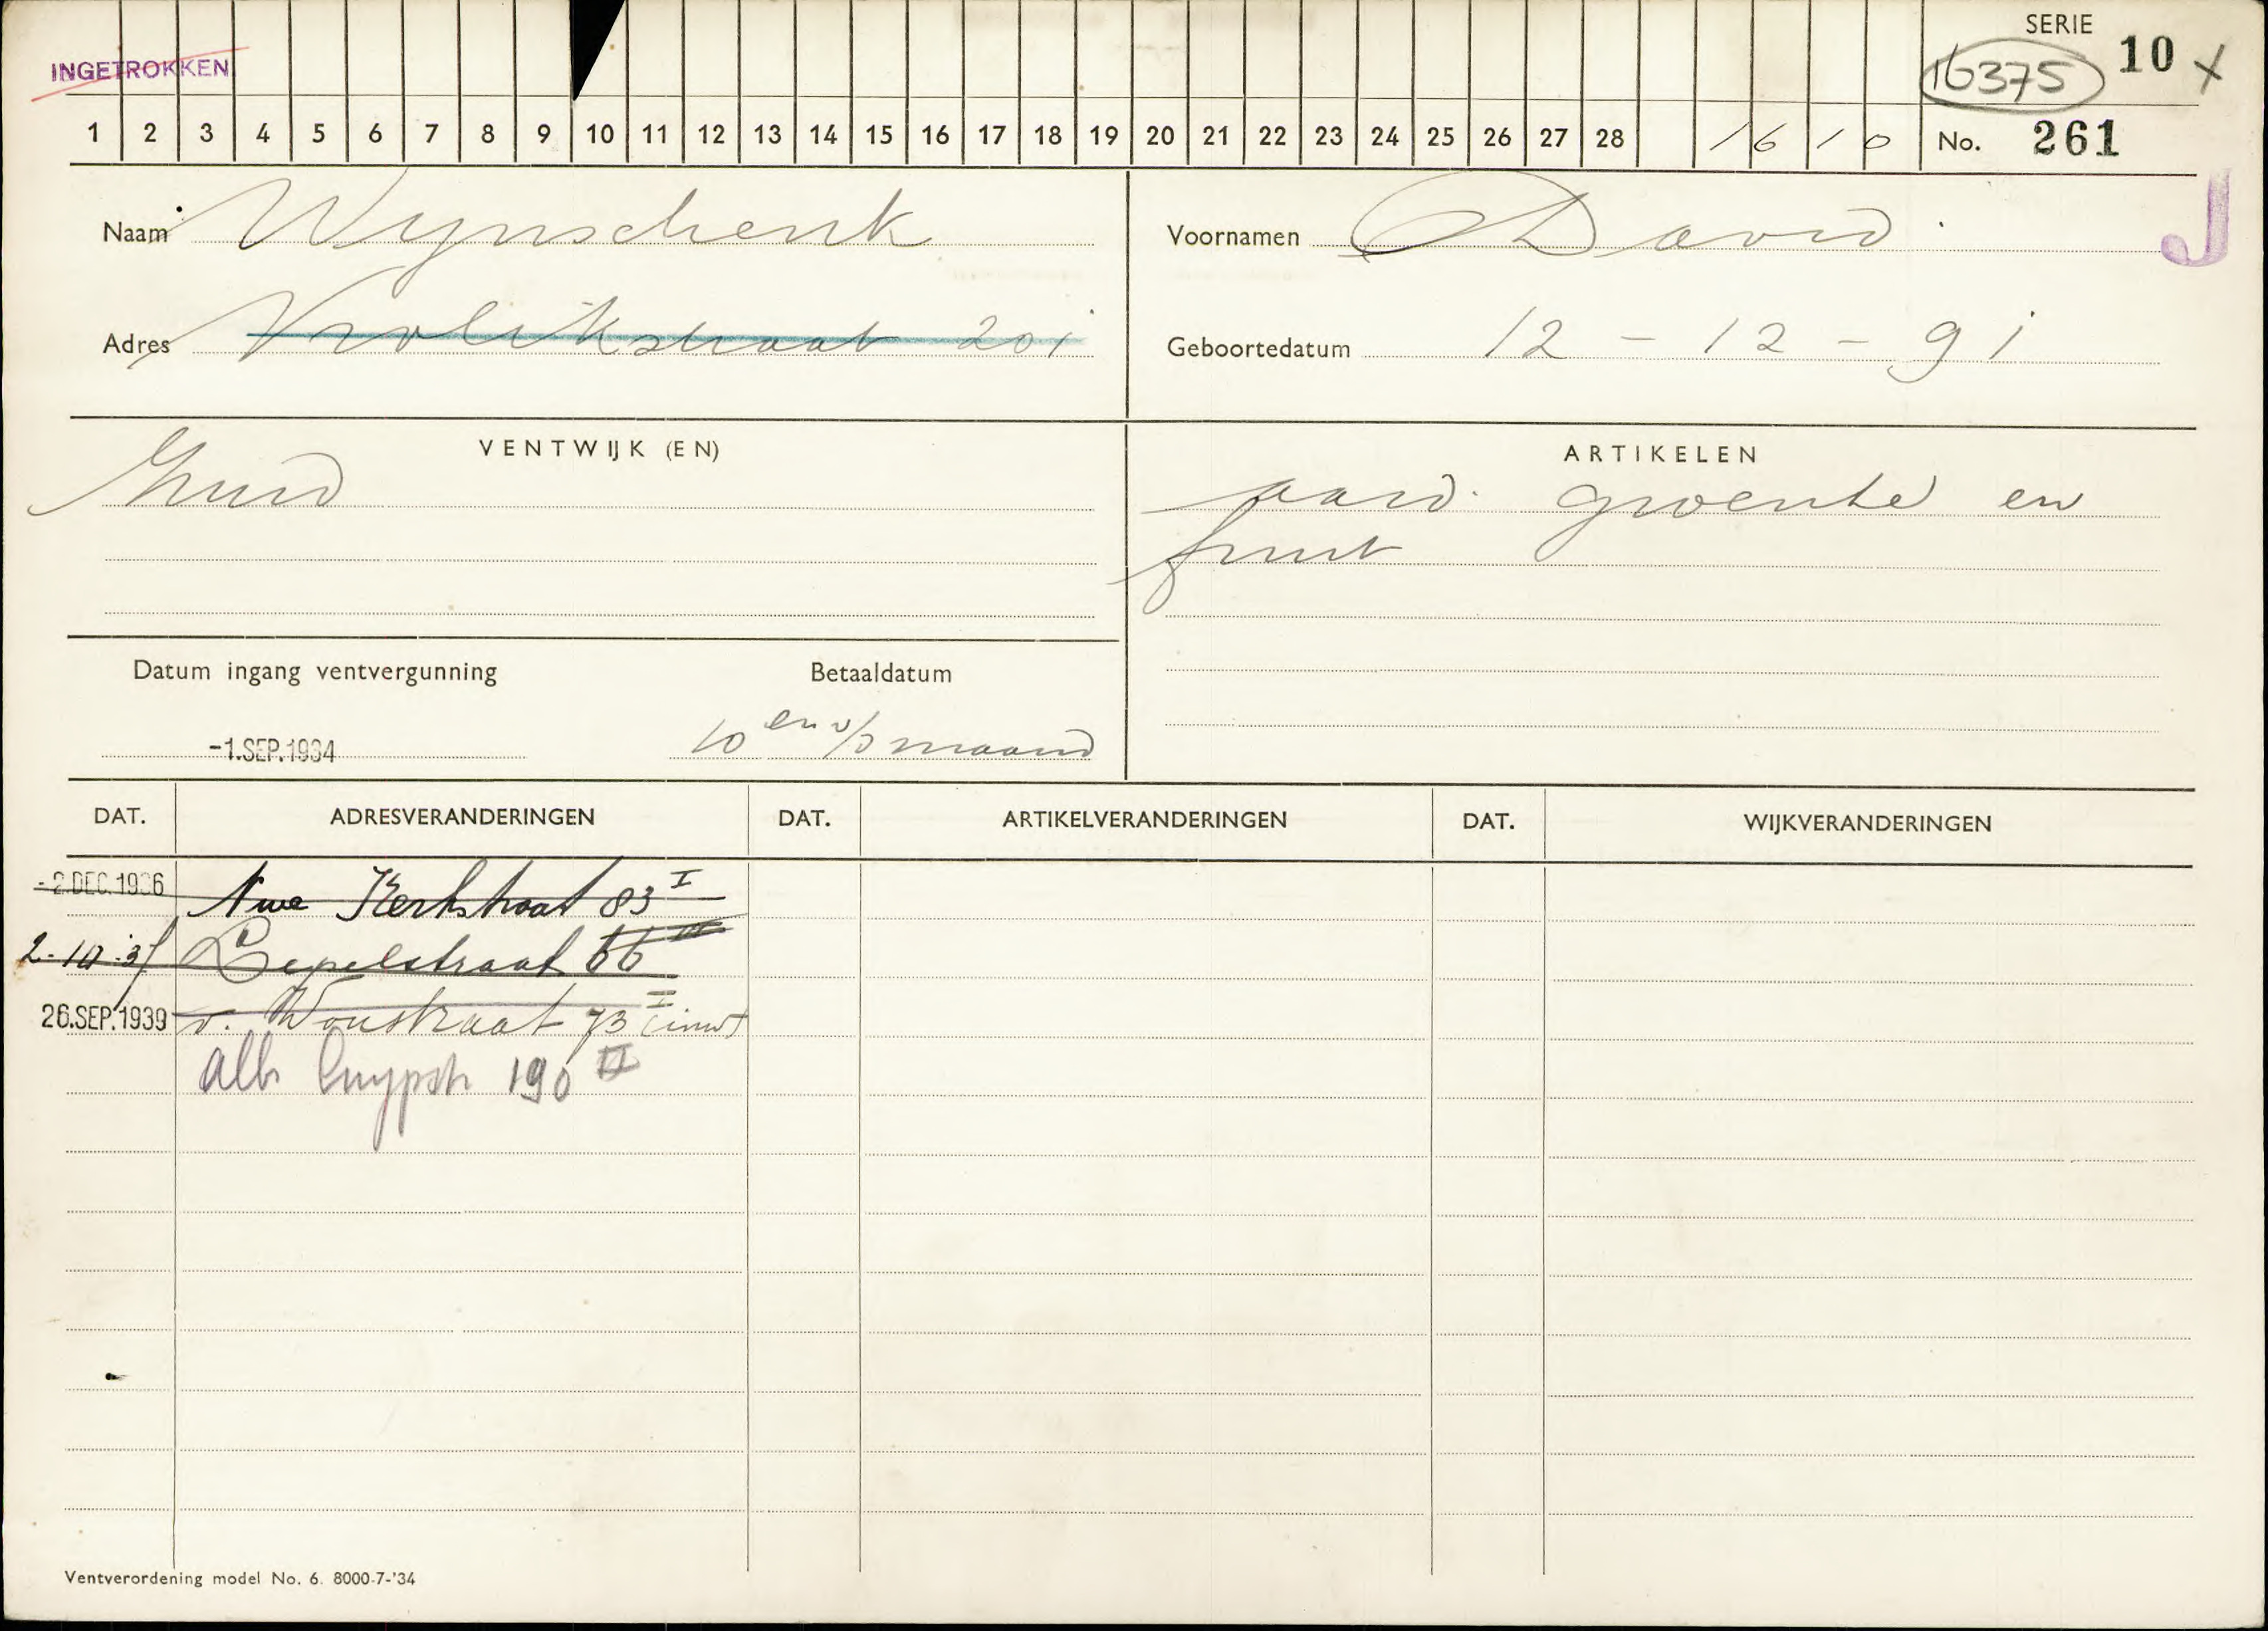 SERIE
INGETROKKEN
16375 10 x
1 2 3 4 5 6 7 8 9 10 11 12 13 14 15 16 17 18 19 20 21 22 23 24 25 26 27 28 1 6 1 0 No. 261
J
Naam Wynschenk Voornamen David
Adres Vrolikstraat 201 Geboortedatum 12 - 12 - 91
VENTWIJK (EN) ARTIKELEN
Zuid aard. groente en
fruit
Datum ingang ventvergunning Betaaldatum
-1.SEP.1934 10 en v/d maand
DAT. ADRESVERANDERINGEN DAT. ARTIKELVERANDERINGEN DAT. WIJKVERANDERINGEN
-2 DEC. 1936 Nwe Kerkstraat 83 I
2-10-37 Lepelstraat 66 III
26.SEP.1939 v. Woustraat 73 I (inw)
Alb Cuypstr 190 II
Ventverordening model No. 6. 8000-7-'34